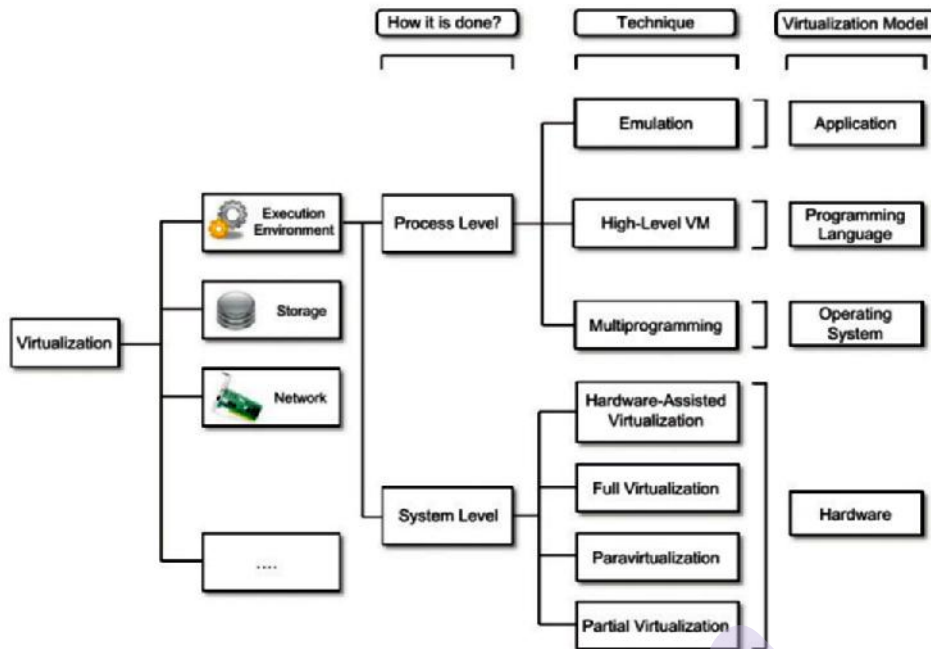 How it is done?
Technique
Virtualization Model
Emulation
Application
Execution
Environment
Process Level
High-Level VM
Programming
Language
Storage
Multiprogramming
Operating
System
Virtualization
Network
Hardware-Assisted
Virtualization
Full Virtualization
System Level
Hardware
Paravirtualization
....
Partial Virtualization